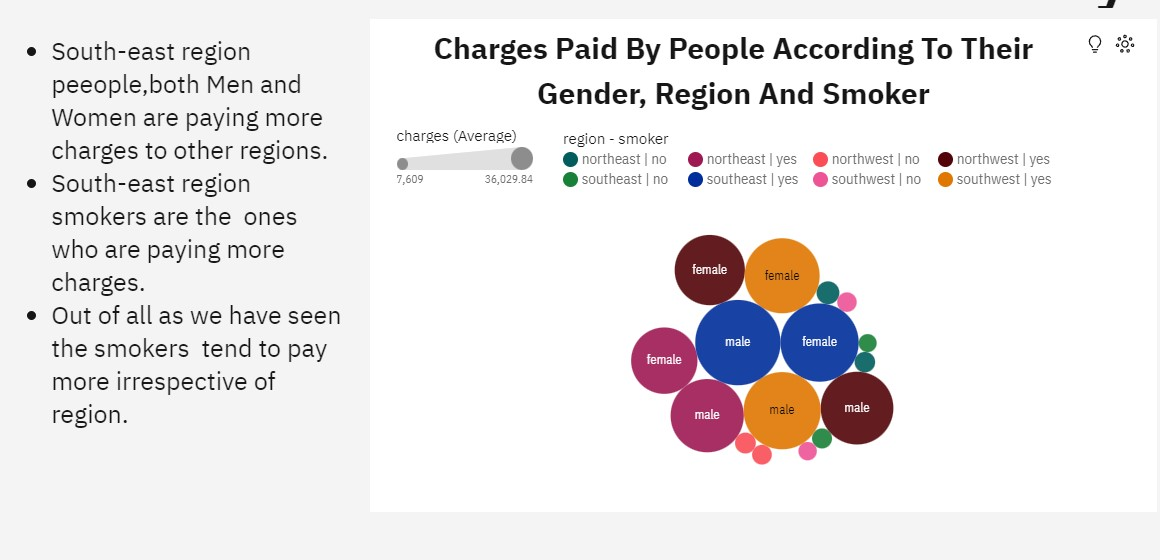 South-east region
peeople,both Men and
Women are paying more
charges to other regions.
South-east region
smokers are the  ones
who are paying more
charges.
Out of all as we have seen
the smokers  tend to pay
more irrespective of
region.
Charges Paid By People According To Their
Gender, Region And Smoker
charges (Average)
7,609 36,029.84
region - smoker
northeast | no northeast | yes northwest | no northwest | yes
southeast | no southeast | yes southwest | no southwest | yes
female
female
male
female
female
male
male
male